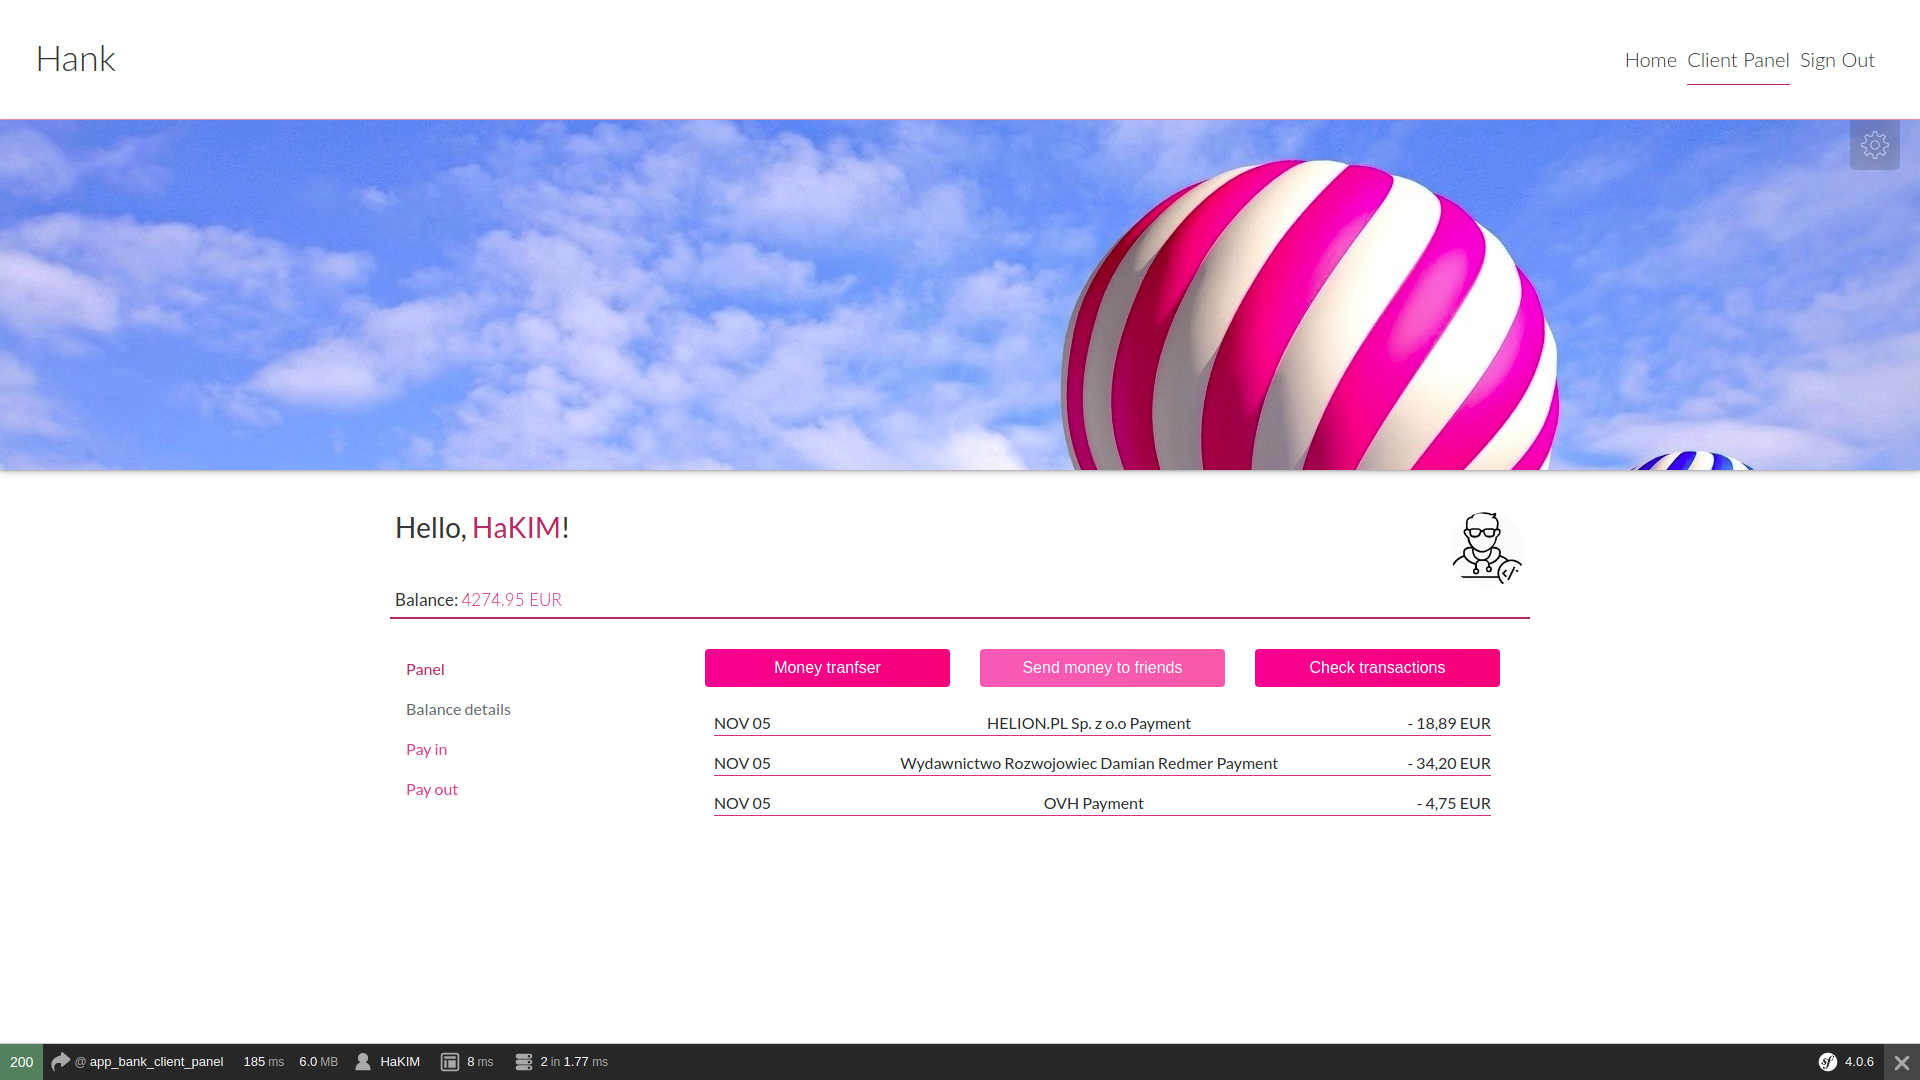 Hank
Home Client Panel Sign Out
Hello, HaKIM!
Balance: 4274.95 EUR
Panel
Balance details
Pay in
Pay out
Money tranfser Send money to friends Check transactions
NOV 05 HELION.PL Sp. z o.o Payment - 18,89 EUR
NOV 05 Wydawnictwo Rozwojowiec Damian Redmer Payment - 34,20 EUR
NOV 05 OVH Payment - 4,75 EUR
200 @ app_bank_client_panel 185 ms 6.0 MB HaKIM 8 ms 2 in 1.77 ms sf 4.0.6